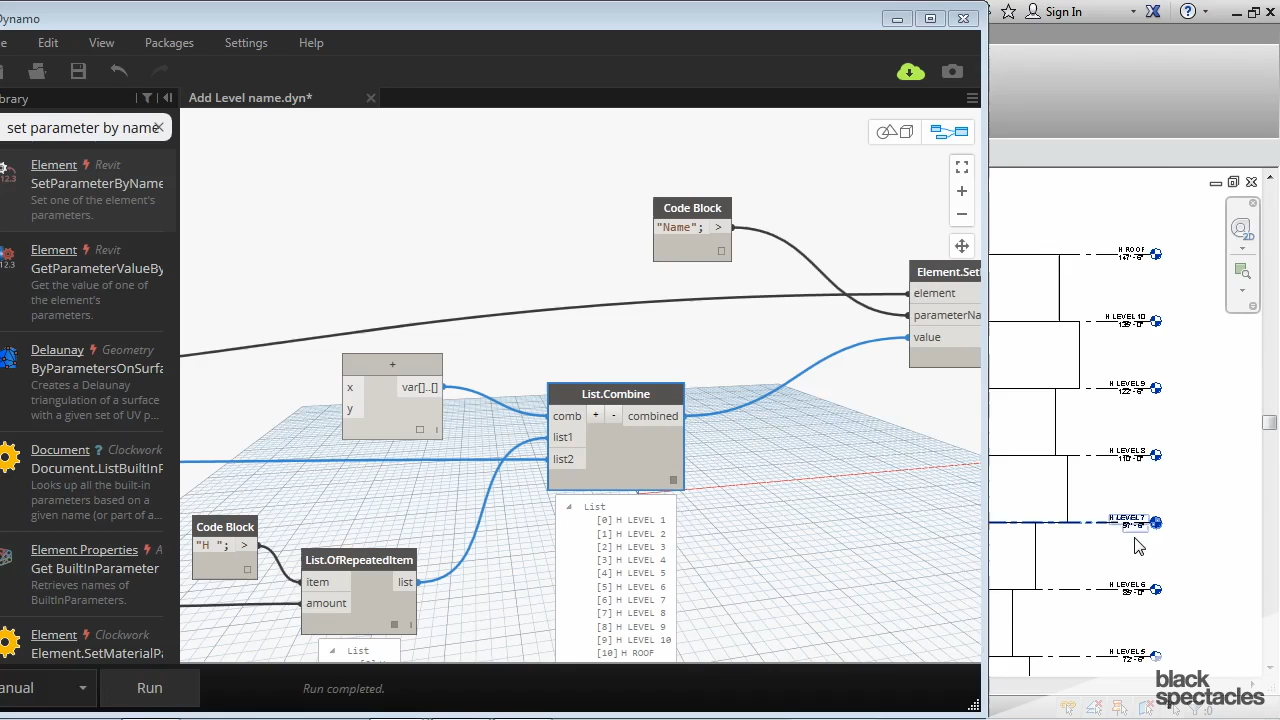 Dynamo
Sign In
e Edit View Packages Settings Help
ibrary
Add Level name.dyn*
set parameter by name
Element Revit
SetParameterByName
Set one of the element's
parameters.
Element Revit
GetParameterValueBy
Get the value of one of
the element's
parameters.
Delaunay Geometry
ByParametersOnSurfa
Creates a Delaunay
triangulation of a surface
with a given set of UV p...
Document ? Clockwork
Document.ListBuiltInP
Looks up all the built-in
parameters based on a
given name (or part of a...
Element Properties A
Get BuiltInParameter
Retrieves names of
BuiltInParameters.
Element Clockwork
Element.SetMaterialPa
anual
Run
Run completed.
Code Block
"Name"; >
Element.Set
element
parameterNa
value
+
x var[]..[]
y
List.Combine
comb + - combined
list1
list2
Code Block
"H "; >
List.OfRepeatedItem
item list
amount
List
List
[0] H LEVEL 1
[1] H LEVEL 2
[2] H LEVEL 3
[3] H LEVEL 4
[4] H LEVEL 5
[5] H LEVEL 6
[6] H LEVEL 7
[7] H LEVEL 8
[8] H LEVEL 9
[9] H LEVEL 10
[10] H ROOF
H ROOF
H LEVEL 10
H LEVEL 9
H LEVEL 8
H LEVEL 7
H LEVEL 6
H LEVEL 5
2D
:0
black
spectacles